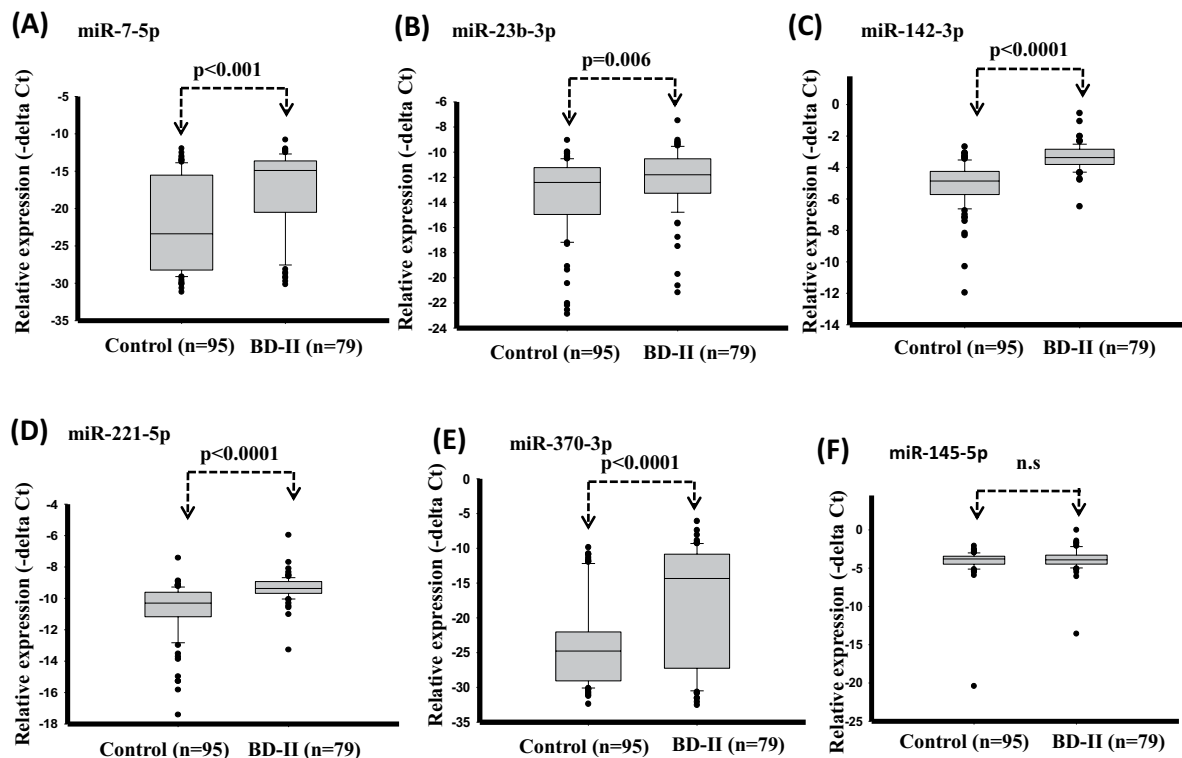 (A) miR-7-5p
p<0.001
Relative expression (-delta Ct)
-5
-10
-15
-20
-25
-30
-35
Control (n=95) BD-II (n=79)
(B) miR-23b-3p
p=0.006
Relative expression (-delta Ct)
-6
-8
-10
-12
-14
-16
-18
-20
-22
-24
Control (n=95) BD-II (n=79)
(C) miR-142-3p
p<0.0001
Relative expression (-delta Ct)
0
-2
-4
-6
-8
-10
-12
-14
Control (n=95) BD-II (n=79)
(D) miR-221-5p
p<0.0001
Relative expression (-delta Ct)
-4
-6
-8
-10
-12
-14
-16
-18
Control (n=95) BD-II (n=79)
(E) miR-370-3p
p<0.0001
Relative expression (-delta Ct)
0
-5
-10
-15
-20
-25
-30
-35
Control (n=95) BD-II (n=79)
(F) miR-145-5p
n.s
Relative expression (-delta Ct)
0
-5
-10
-15
-20
-25
Control (n=95) BD-II (n=79)